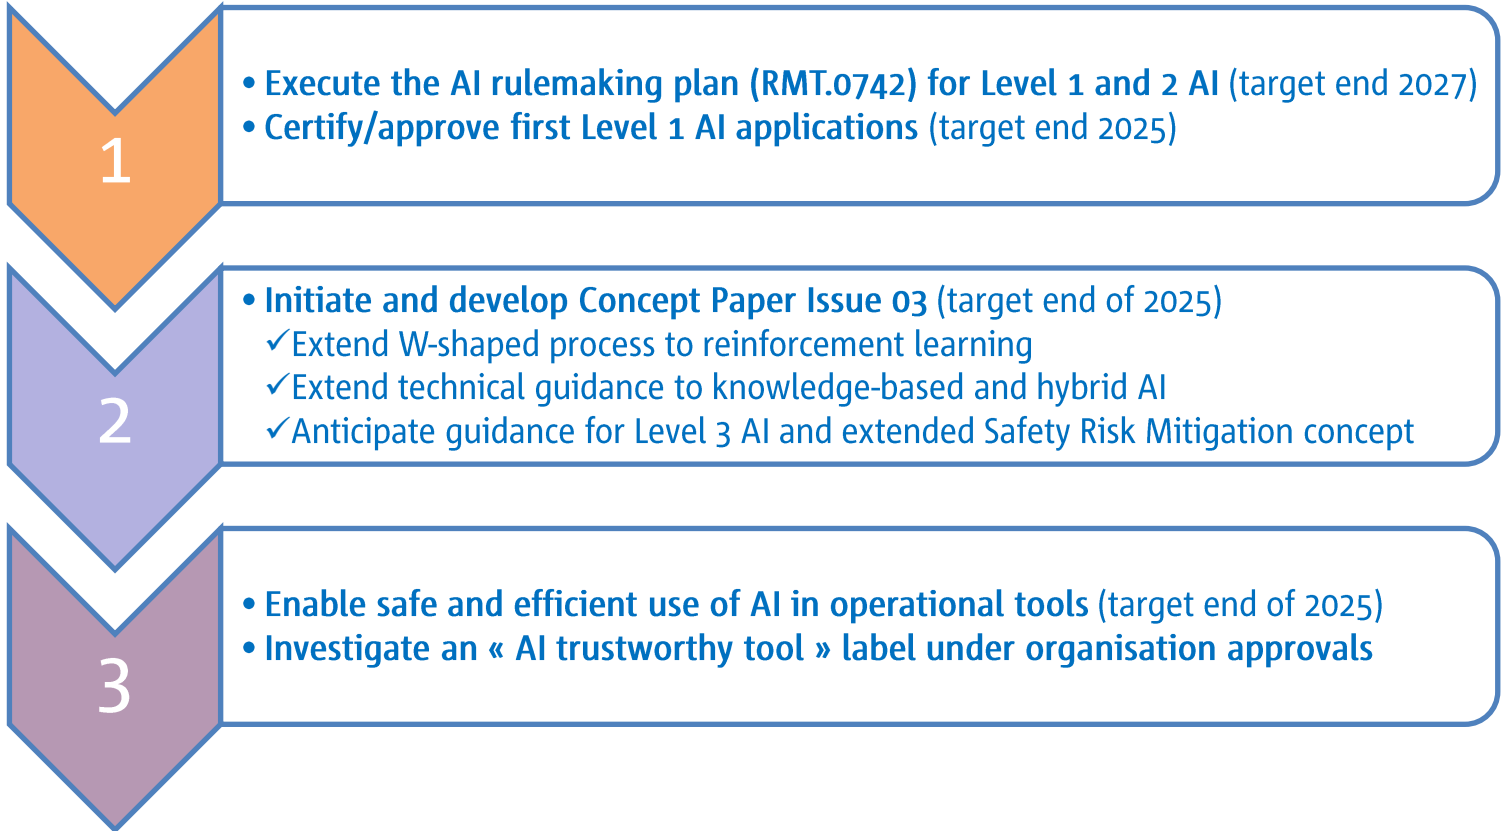 1
• Execute the AI rulemaking plan (RMT.0742) for Level 1 and 2 AI (target end 2027)
• Certify/approve first Level 1 AI applications (target end 2025)
2
• Initiate and develop Concept Paper Issue 03 (target end of 2025)
✓Extend W-shaped process to reinforcement learning
✓Extend technical guidance to knowledge-based and hybrid AI
✓Anticipate guidance for Level 3 AI and extended Safety Risk Mitigation concept
3
• Enable safe and efficient use of AI in operational tools (target end of 2025)
• Investigate an « AI trustworthy tool » label under organisation approvals